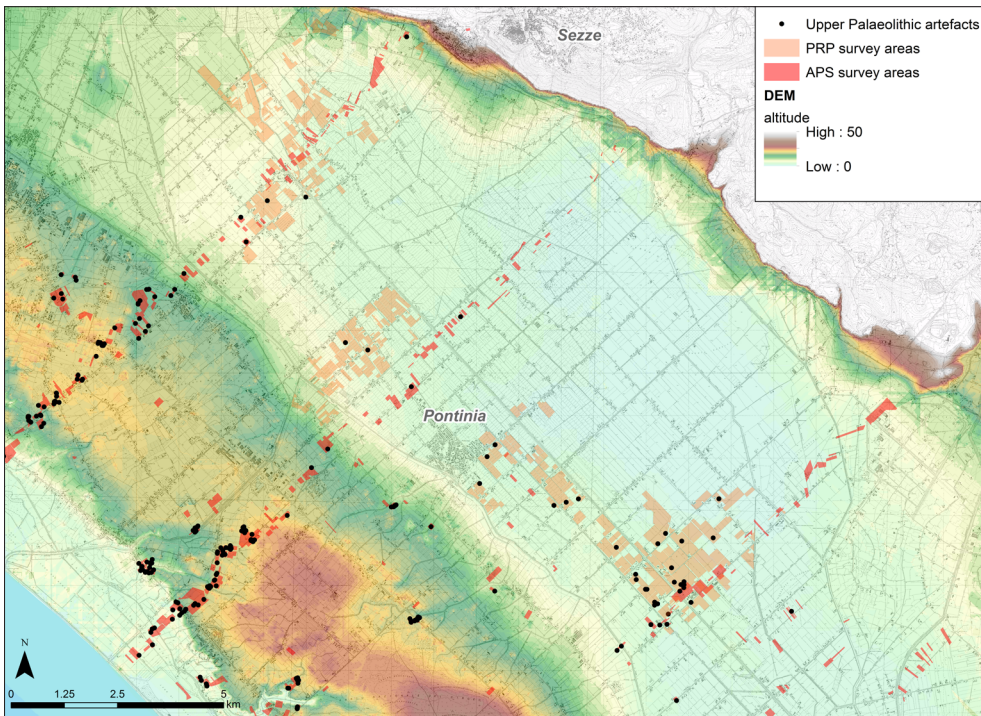 Sezze
Upper Palaeolithic artefacts
PRP survey areas
APS survey areas
DEM
altitude
High : 50
Low : 0
Pontinia
N
0 1.25 2.5 5
km